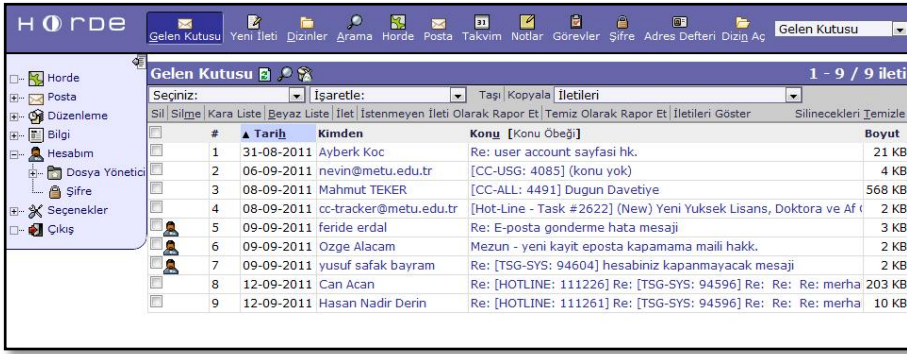 HORDE
Gelen Kutusu Yeni İleti Dizinler Arama Horde Posta Takvim Notlar Görevler Şifre Adres Defteri Dizin Aç Gelen Kutusu
Horde
Posta
Düzenleme
Bilgi
Hesabım
Dosya Yönetici
Şifre
Seçenekler
Çıkış
Gelen Kutusu 1 - 9 / 9 ileti
Seçiniz: İşaretle: Taşı Kopyala İletileri
Sil Silme Kara Liste Beyaz Liste İlet İstenmeyen İleti Olarak Rapor Et Temiz Olarak Rapor Et İletileri Göster Silinecekleri Temizle
# Tarih Kimden Konu [Konu Öbeği] Boyut
1 31-08-2011 Ayberk Koc Re: user account sayfasi hk. 21 KB
2 06-09-2011 nevin@metu.edu.tr [CC-USG: 4085] (konu yok) 4 KB
3 08-09-2011 Mahmut TEKER [CC-ALL: 4491] Dugun Davetiye 568 KB
4 08-09-2011 cc-tracker@metu.edu.tr [Hot-Line - Task #2622] (New) Yeni Yuksek Lisans, Doktora ve Af 2 KB
5 09-09-2011 feride erdal Re: E-posta gonderme hata mesaji 3 KB
6 09-09-2011 Ozge Alacam Mezun - yeni kayit eposta kapamama maili hakk. 2 KB
7 09-09-2011 yusuf safak bayram Re: [TSG-SYS: 94604] hesabiniz kapanmayacak mesaji 2 KB
8 12-09-2011 Can Acan Re: [HOTLINE: 111226] Re: [TSG-SYS: 94596] Re: Re: Re: merha 203 KB
9 12-09-2011 Hasan Nadir Derin Re: [HOTLINE: 111261] Re: [TSG-SYS: 94596] Re: Re: Re: merha 10 KB